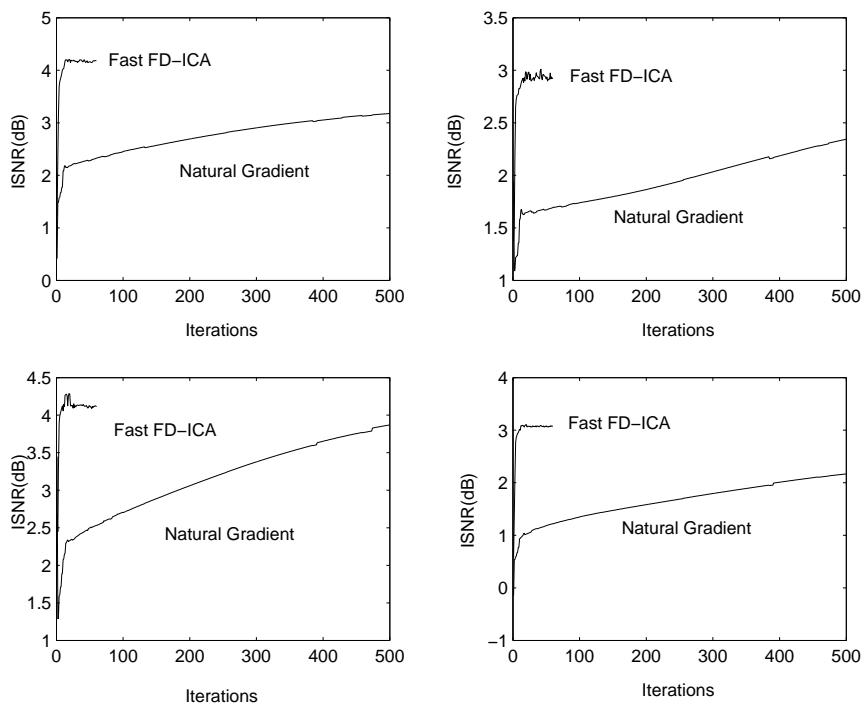 5
4
3
2
1
0
ISNR(dB)
Fast FD−ICA
Natural Gradient
0 100 200 300 400 500
Iterations
3.5
3
2.5
2
1.5
1
ISNR(dB)
Fast FD−ICA
Natural Gradient
0 100 200 300 400 500
Iterations
4.5
4
3.5
3
2.5
2
1.5
1
ISNR(dB)
Fast FD−ICA
Natural Gradient
0 100 200 300 400 500
Iterations
4
3
2
1
0
−1
ISNR(dB)
Fast FD−ICA
Natural Gradient
0 100 200 300 400 500
Iterations